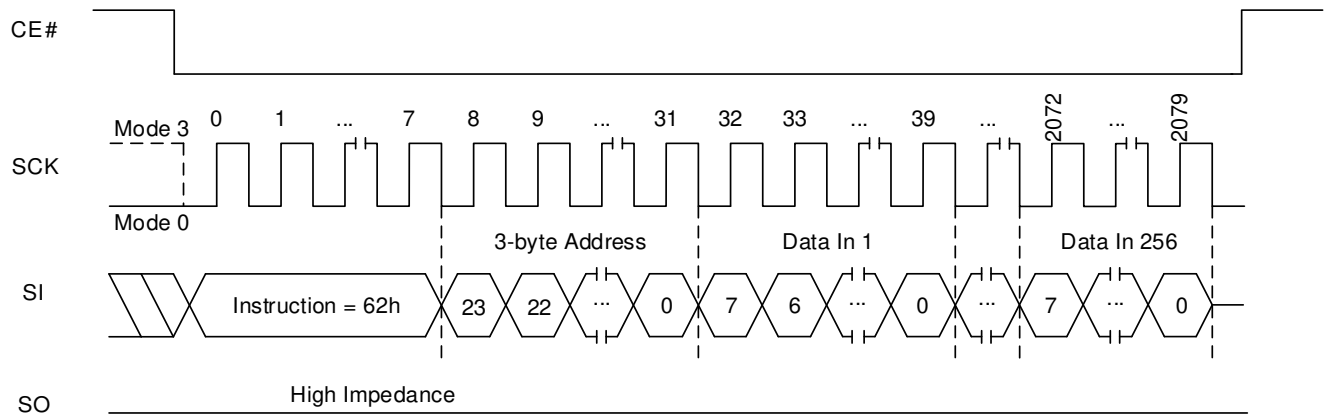 CE#
0 1 ... 7 8 9 ... 31 32 33 ... 39 ... 2072 ... 2079
Mode 3
SCK
Mode 0
3-byte Address Data In 1 Data In 256
SI Instruction = 62h 23 22 ... 0 7 6 ... 0 ... 7 ... 0
High Impedance
SO